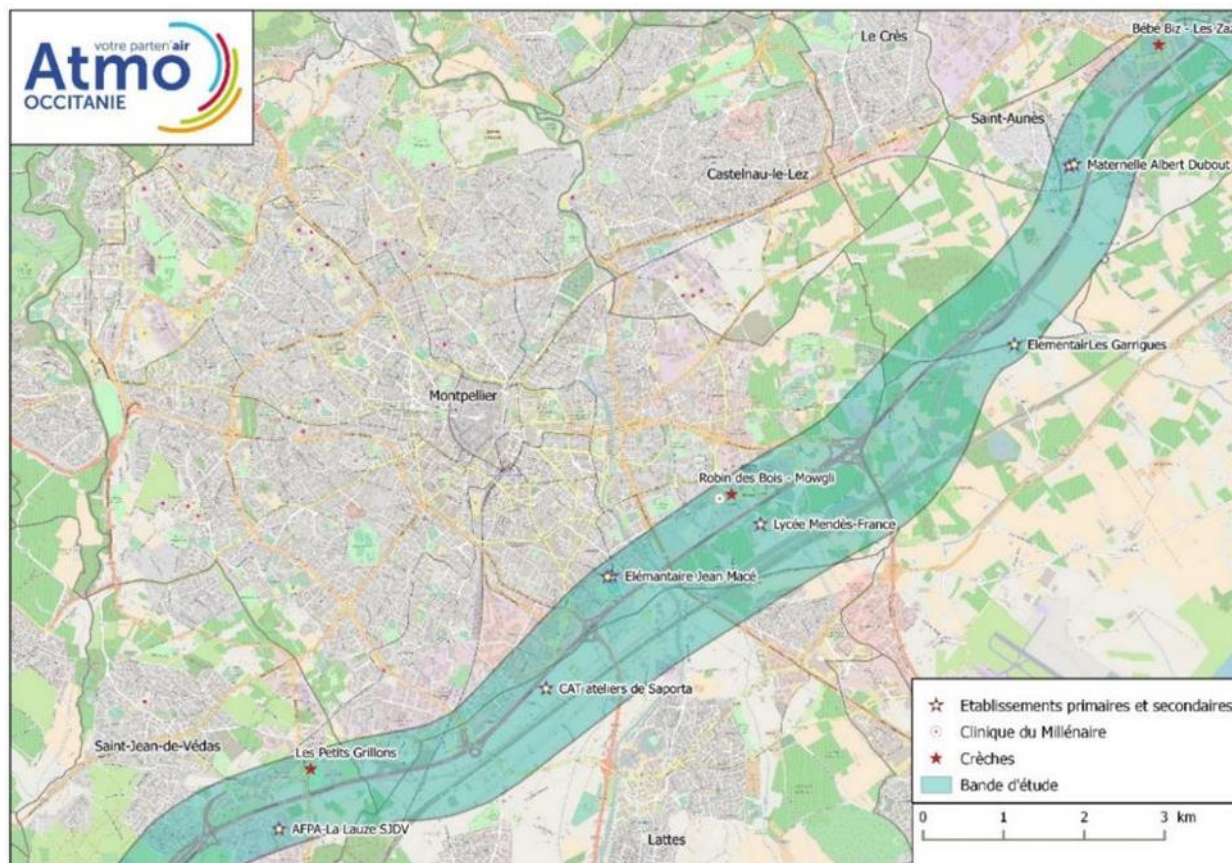 votre parten'air
Atmo
OCCITANIE
Bébé Biz - Les Zaz
Le Crès
Saint-Aunès
Maternelle Albert Dubout
Castelnau-le-Lez
ElementairLes Garrigues
Montpellier
Robin des Bois - Mowgli
Lycée Mendès-France
Elémantaire Jean Macé
CAT ateliers de Saporta
Saint-Jean-de-Védas
Les Petits Grillons
AFPA-La Lauze SJDV
Lattes
Etablissements primaires et secondaires
Clinique du Millénaire
Crèches
Bande d'étude
0 1 2 3 km